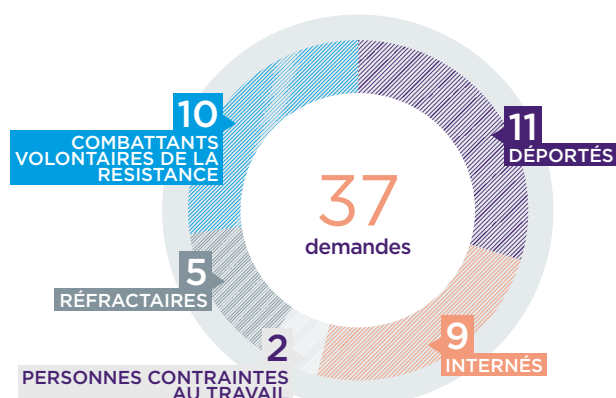 10
COMBATTANTS
VOLONTAIRES DE LA
RESISTANCE
11
DÉPORTÉS
37
demandes
5
RÉFRACTAIRES
9
INTERNÉS
2
PERSONNES CONTRAINTES
AU TRAVAIL